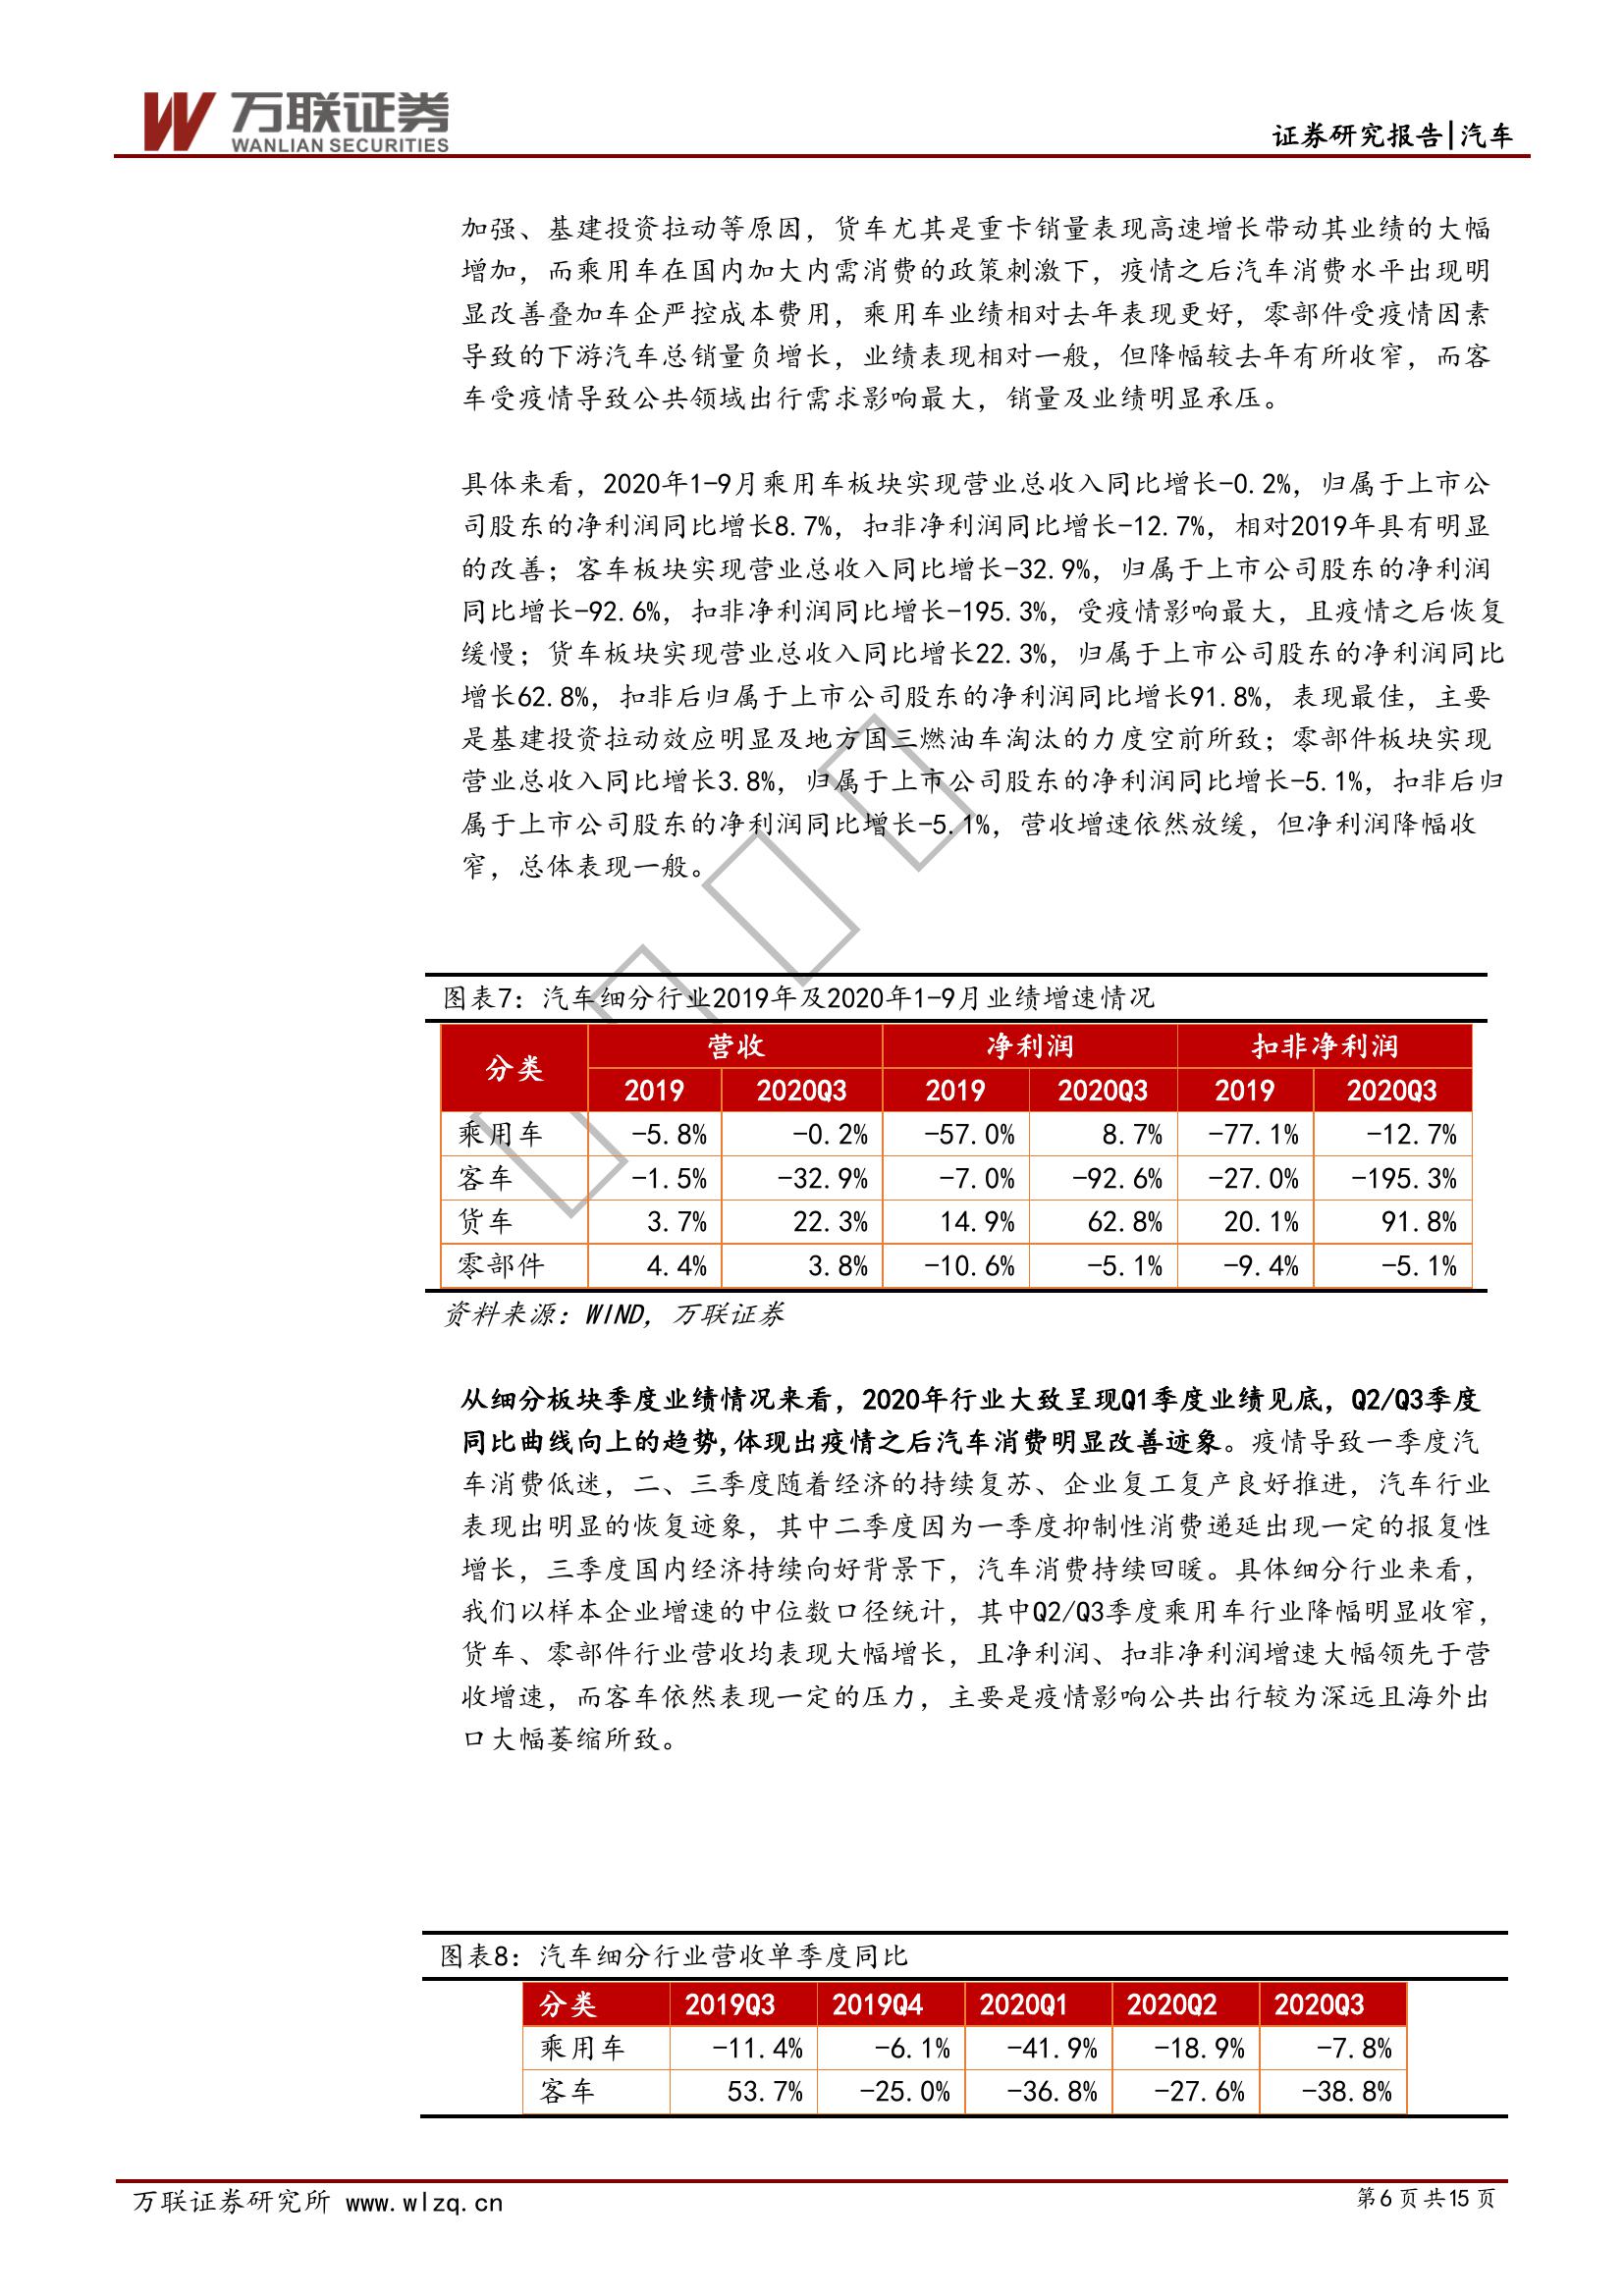 万联证券
WANLIAN SECURITIES
证券研究报告|汽车
加强、基建投资拉动等原因，货车尤其是重卡销量表现高速增长带动其业绩的大幅
增加，而乘用车在国内加大内需消费的政策刺激下，疫情之后汽车消费水平出现明
显改善叠加车企严控成本费用，乘用车业绩相对去年表现更好，零部件受疫情因素
导致的下游汽车总销量负增长，业绩表现相对一般，但降幅较去年有所收窄，而客
车受疫情导致公共领域出行需求影响最大，销量及业绩明显承压。
具体来看，2020年1-9月乘用车板块实现营业总收入同比增长-0.2%，归属于上市公
司股东的净利润同比增长8.7%，扣非净利润同比增长-12.7%，相对2019年具有明显
的改善；客车板块实现营业总收入同比增长-32.9%，归属于上市公司股东的净利润
同比增长-92.6%，扣非净利润同比增长-195.3%，受疫情影响最大，且疫情之后恢复
缓慢；货车板块实现营业总收入同比增长22.3%，归属于上市公司股东的净利润同比
增长62.8%，扣非后归属于上市公司股东的净利润同比增长91.8%，表现最佳，主要
是基建投资拉动效应明显及地方国三燃油车淘汰的力度空前所致；零部件板块实现
营业总收入同比增长3.8%，归属于上市公司股东的净利润同比增长-5.1%，扣非后归
属于上市公司股东的净利润同比增长-5.1%，营收增速依然放缓，但净利润降幅收
窄，总体表现一般。
图表7：汽车细分行业2019年及2020年1-9月业绩增速情况
分类 营收 净利润 扣非净利润
2019 2020Q3 2019 2020Q3 2019 2020Q3
乘用车 -5.8% -0.2% -57.0% 8.7% -77.1% -12.7%
客车 -1.5% -32.9% -7.0% -92.6% -27.0% -195.3%
货车 3.7% 22.3% 14.9% 62.8% 20.1% 91.8%
零部件 4.4% 3.8% -10.6% -5.1% -9.4% -5.1%
资料来源：WIND，万联证券
从细分板块季度业绩情况来看，2020年行业大致呈现Q1季度业绩见底，Q2/Q3季度
同比曲线向上的趋势,体现出疫情之后汽车消费明显改善迹象。疫情导致一季度汽
车消费低迷，二、三季度随着经济的持续复苏、企业复工复产良好推进，汽车行业
表现出明显的恢复迹象，其中二季度因为一季度抑制性消费递延出现一定的报复性
增长，三季度国内经济持续向好背景下，汽车消费持续回暖。具体细分行业来看，
我们以样本企业增速的中位数口径统计，其中Q2/Q3季度乘用车行业降幅明显收窄，
货车、零部件行业营收均表现大幅增长，且净利润、扣非净利润增速大幅领先于营
收增速，而客车依然表现一定的压力，主要是疫情影响公共出行较为深远且海外出
口大幅萎缩所致。
图表8：汽车细分行业营收单季度同比
分类 2019Q3 2019Q4 2020Q1 2020Q2 2020Q3
乘用车 -11.4% -6.1% -41.9% -18.9% -7.8%
客车 53.7% -25.0% -36.8% -27.6% -38.8%
万联证券研究所 www.wlzq.cn
第6页共15页